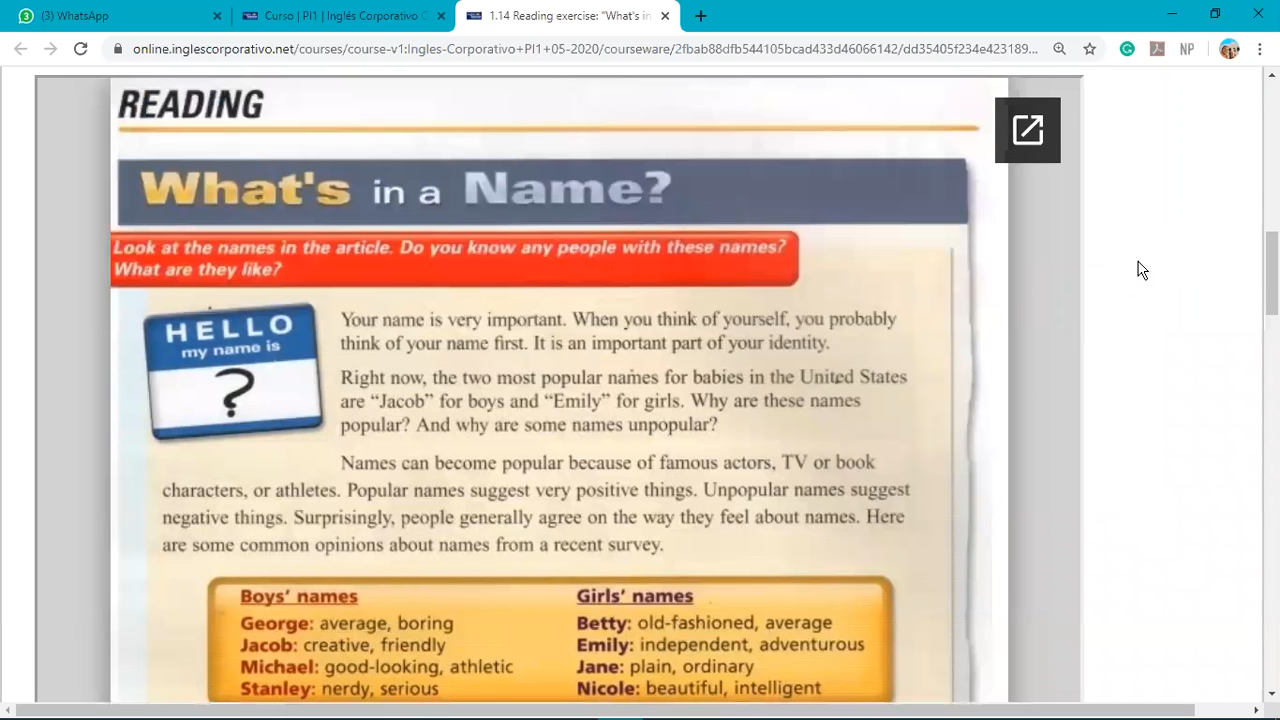 (3) WhatsApp
Curso | PI1 | Inglés Corporativo
1.14 Reading exercise: "What's in
online.inglescorporativo.net/courses/course-v1:Ingles-Corporativo+PI1+05-2020/courseware/2fbab88dfb544105bcad433d46066142/dd35405f234e423189...
NP
READING
What's in a Name?
Look at the names in the article. Do you know any people with these names?
What are they like?
HELLO
my name is
?
Your name is very important. When you think of yourself, you probably
think of your name first. It is an important part of your identity.
Right now, the two most popular names for babies in the United States
are “Jacob” for boys and “Emily” for girls. Why are these names
popular? And why are some names unpopular?
Names can become popular because of famous actors, TV or book
characters, or athletes. Popular names suggest very positive things. Unpopular names suggest
negative things. Surprisingly, people generally agree on the way they feel about names. Here
are some common opinions about names from a recent survey.
Boys' names
George: average, boring
Jacob: creative, friendly
Michael: good-looking, athletic
Stanley: nerdy, serious
Girls' names
Betty: old-fashioned, average
Emily: independent, adventurous
Jane: plain, ordinary
Nicole: beautiful, intelligent